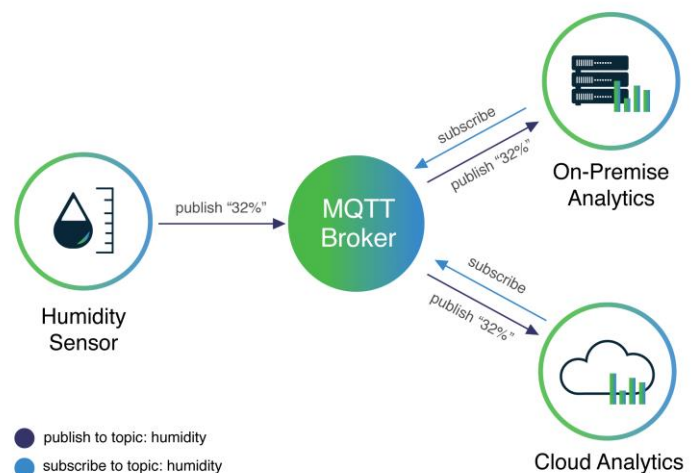 subscribe
publish “32%”
On-Premise
Analytics
publish “32%”
MQTT
Broker
Humidity
Sensor
subscribe
publish “32%”
Cloud Analytics
publish to topic: humidity
subscribe to topic: humidity